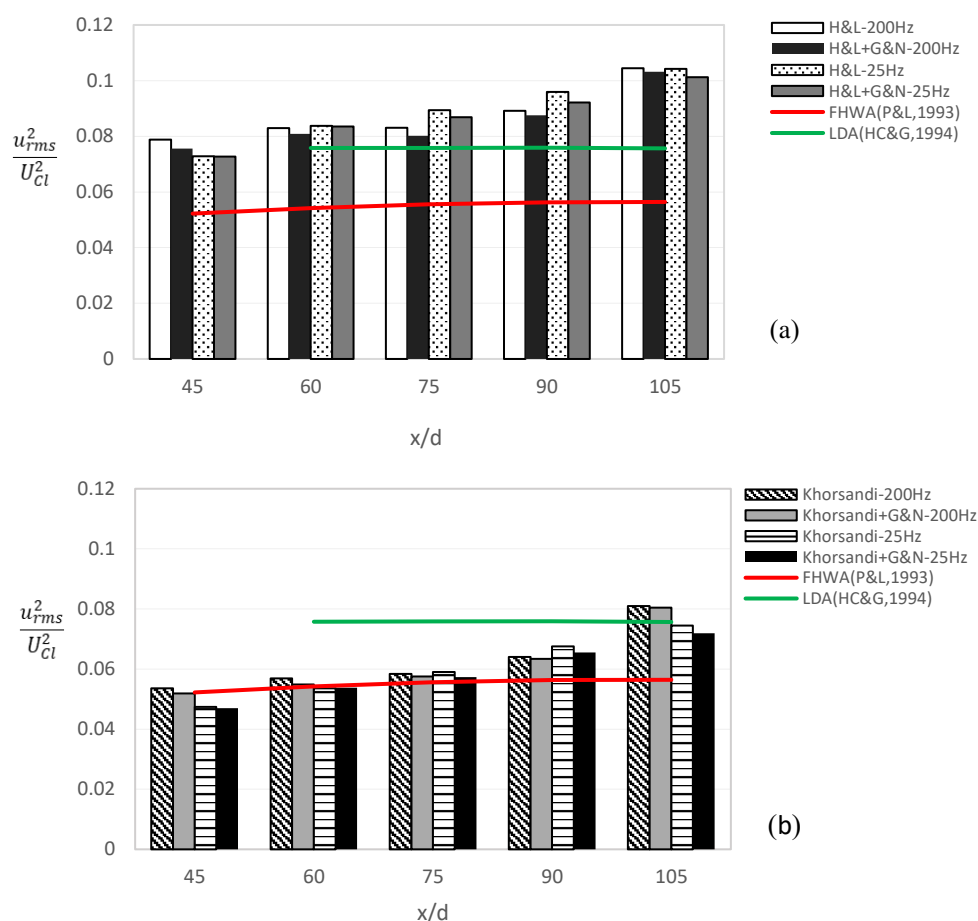 0.12
0.1
0.08
0.06
0.04
0.02
0
u²rms
U²Cl
45 60 75 90 105
x/d
H&L-200Hz
H&L+G&N-200Hz
H&L-25Hz
H&L+G&N-25Hz
FHWA(P&L,1993)
LDA(HC&G,1994)
(a)
0.12
0.1
0.08
0.06
0.04
0.02
0
u²rms
U²Cl
45 60 75 90 105
x/d
Khorsandi-200Hz
Khorsandi+G&N-200Hz
Khorsandi-25Hz
Khorsandi+G&N-25Hz
FHWA(P&L,1993)
LDA(HC&G,1994)
(b)